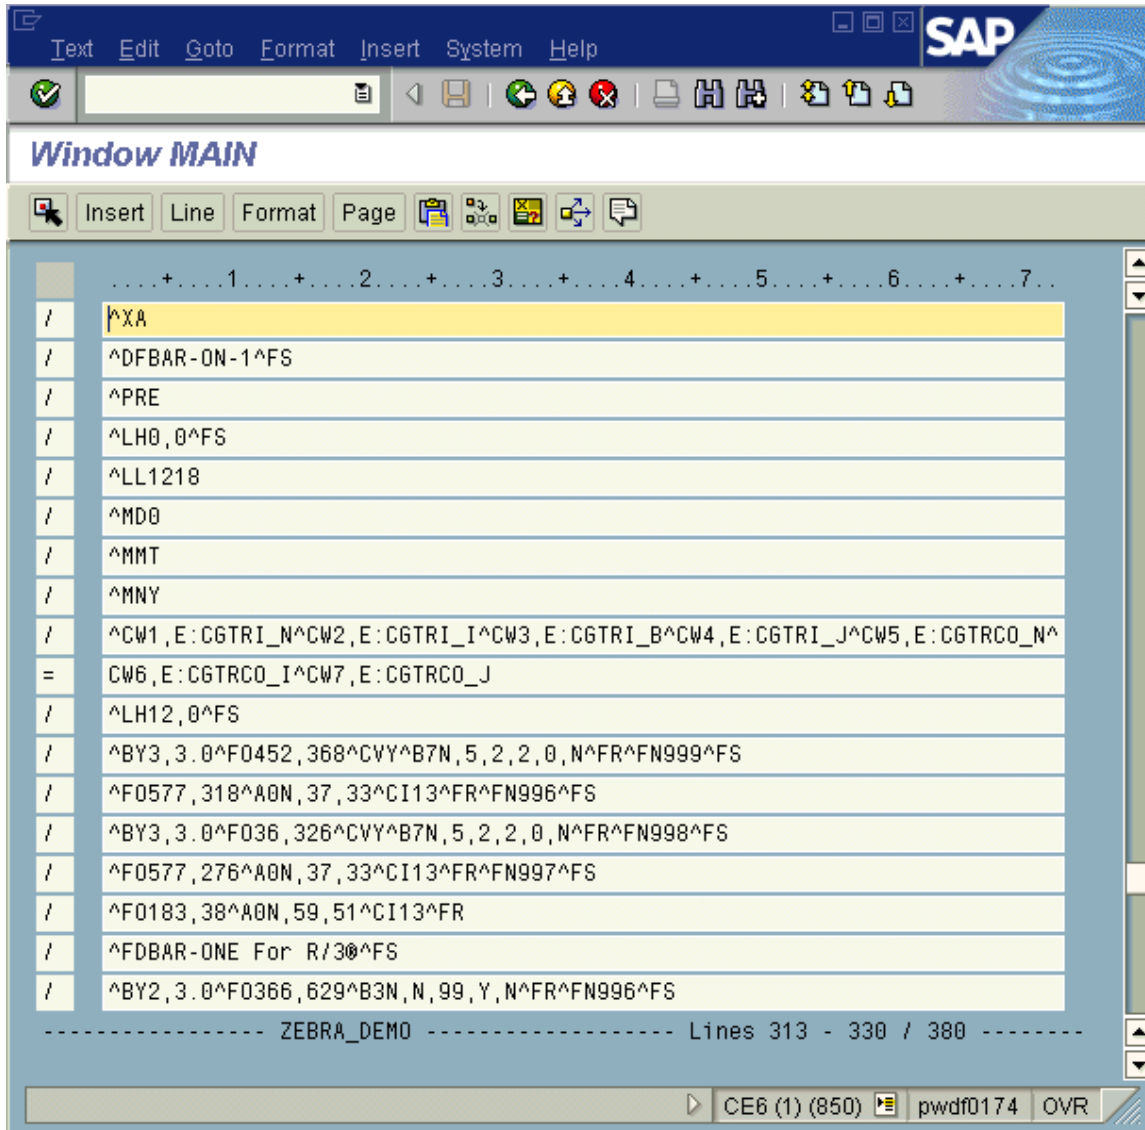 Text Edit Goto Format Insert System Help
SAP
Window MAIN
Insert Line Format Page
....+....1....+....2....+....3....+....4....+....5....+....6....+....7..
/ ^XA
/ ^DFBAR-ON-1^FS
/ ^PRE
/ ^LH0,0^FS
/ ^LL1218
/ ^MD0
/ ^MMT
/ ^MNY
/ ^CW1,E:CGTRI_N^CW2,E:CGTRI_I^CW3,E:CGTRI_B^CW4,E:CGTRI_J^CW5,E:CGTRCO_N^
= CW6,E:CGTRCO_I^CW7,E:CGTRCO_J
/ ^LH12,0^FS
/ ^BY3,3.0^FO452,368^CVY^B7N,5,2,2,0,N^FR^FN999^FS
/ ^FO577,318^A0N,37,33^CI13^FR^FN996^FS
/ ^BY3,3.0^FO36,326^CVY^B7N,5,2,2,0,N^FR^FN998^FS
/ ^FO577,276^A0N,37,33^CI13^FR^FN997^FS
/ ^FO183,38^A0N,59,51^CI13^FR
/ ^FDBAR-ONE For R/3®^FS
/ ^BY2,3.0^FO366,629^B3N,N,99,Y,N^FR^FN996^FS
----------------- ZEBRA_DEMO ------------------ Lines 313 - 330 / 380 --------
CE6 (1) (850) pwdf0174 OVR